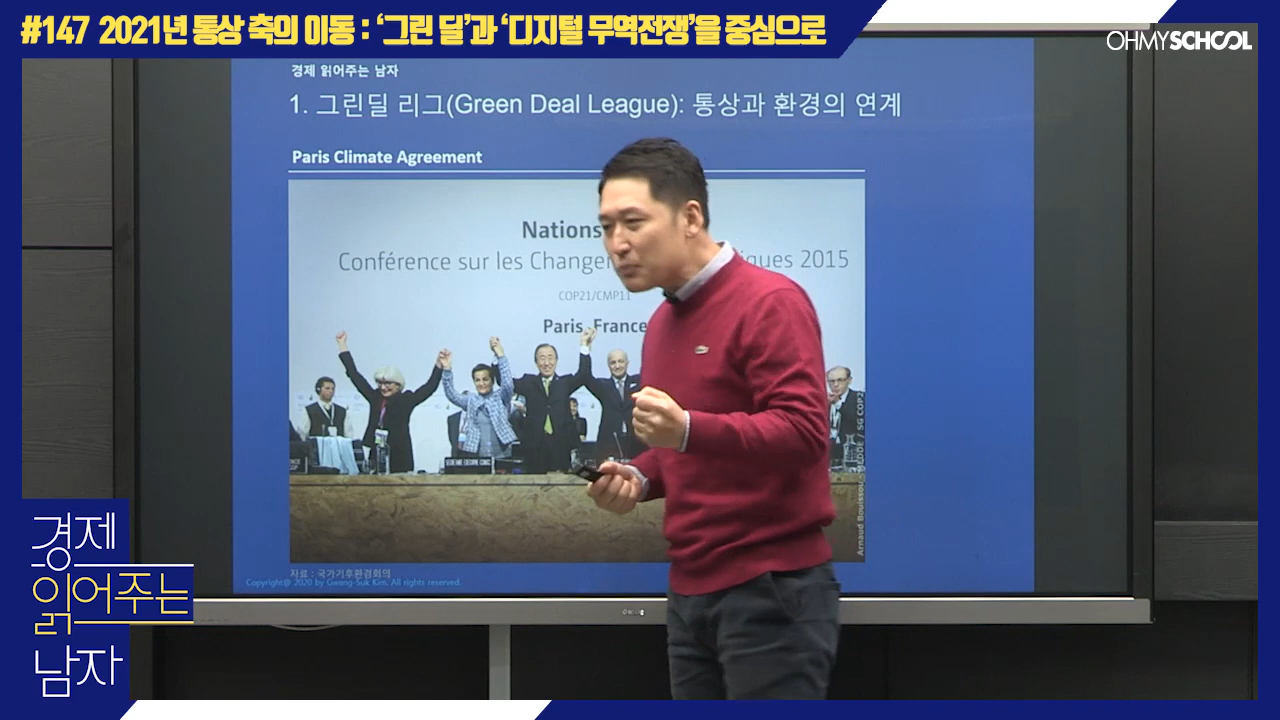 #147 2021년 통상 축의 이동 : ‘그린 딜’과 ‘디지털 무역전쟁’을 중심으로
OHMYSCHOOL
경제 읽어주는 남자
1. 그린딜 리그(Green Deal League): 통상과 환경의 연계
Paris Climate Agreement
Nations
Conférence sur les Change iques 2015
COP21/CMP11
Paris, France
Arnaud Bouissou
/ SG COP2
자료 : 국가기후환경회의
Copyright@ 2020 by Gwang-Suk Kim, All rights reserved.
경제
읽어주는
남자